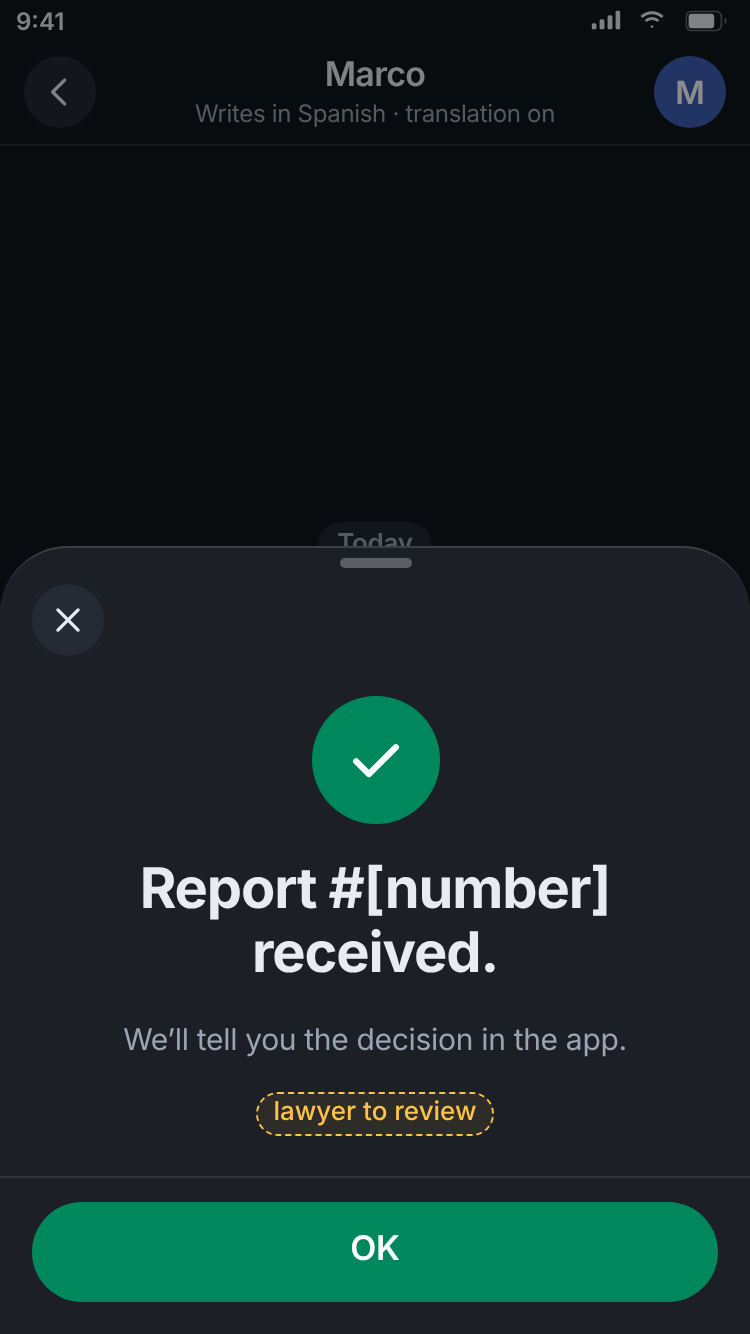 9:41
Marco
Writes in Spanish · translation on
M
Today
Report #[number]
received.
We’ll tell you the decision in the app.
lawyer to review
OK